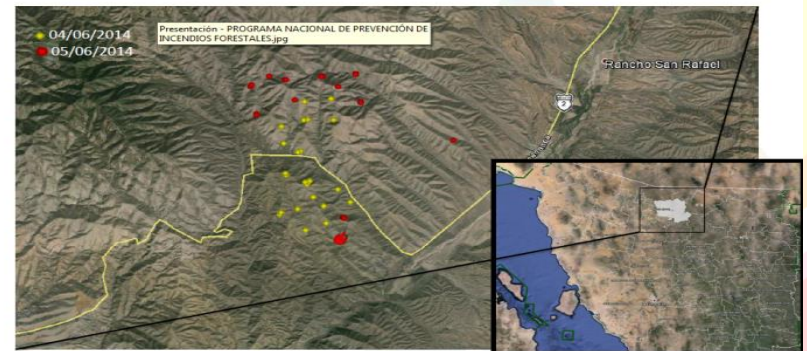 04/06/2014
05/06/2014
Presentación - PROGRAMA NACIONAL DE PREVENCIÓN DE
INCENDIOS FORESTALES.jpg
Rancho San Rafael
2